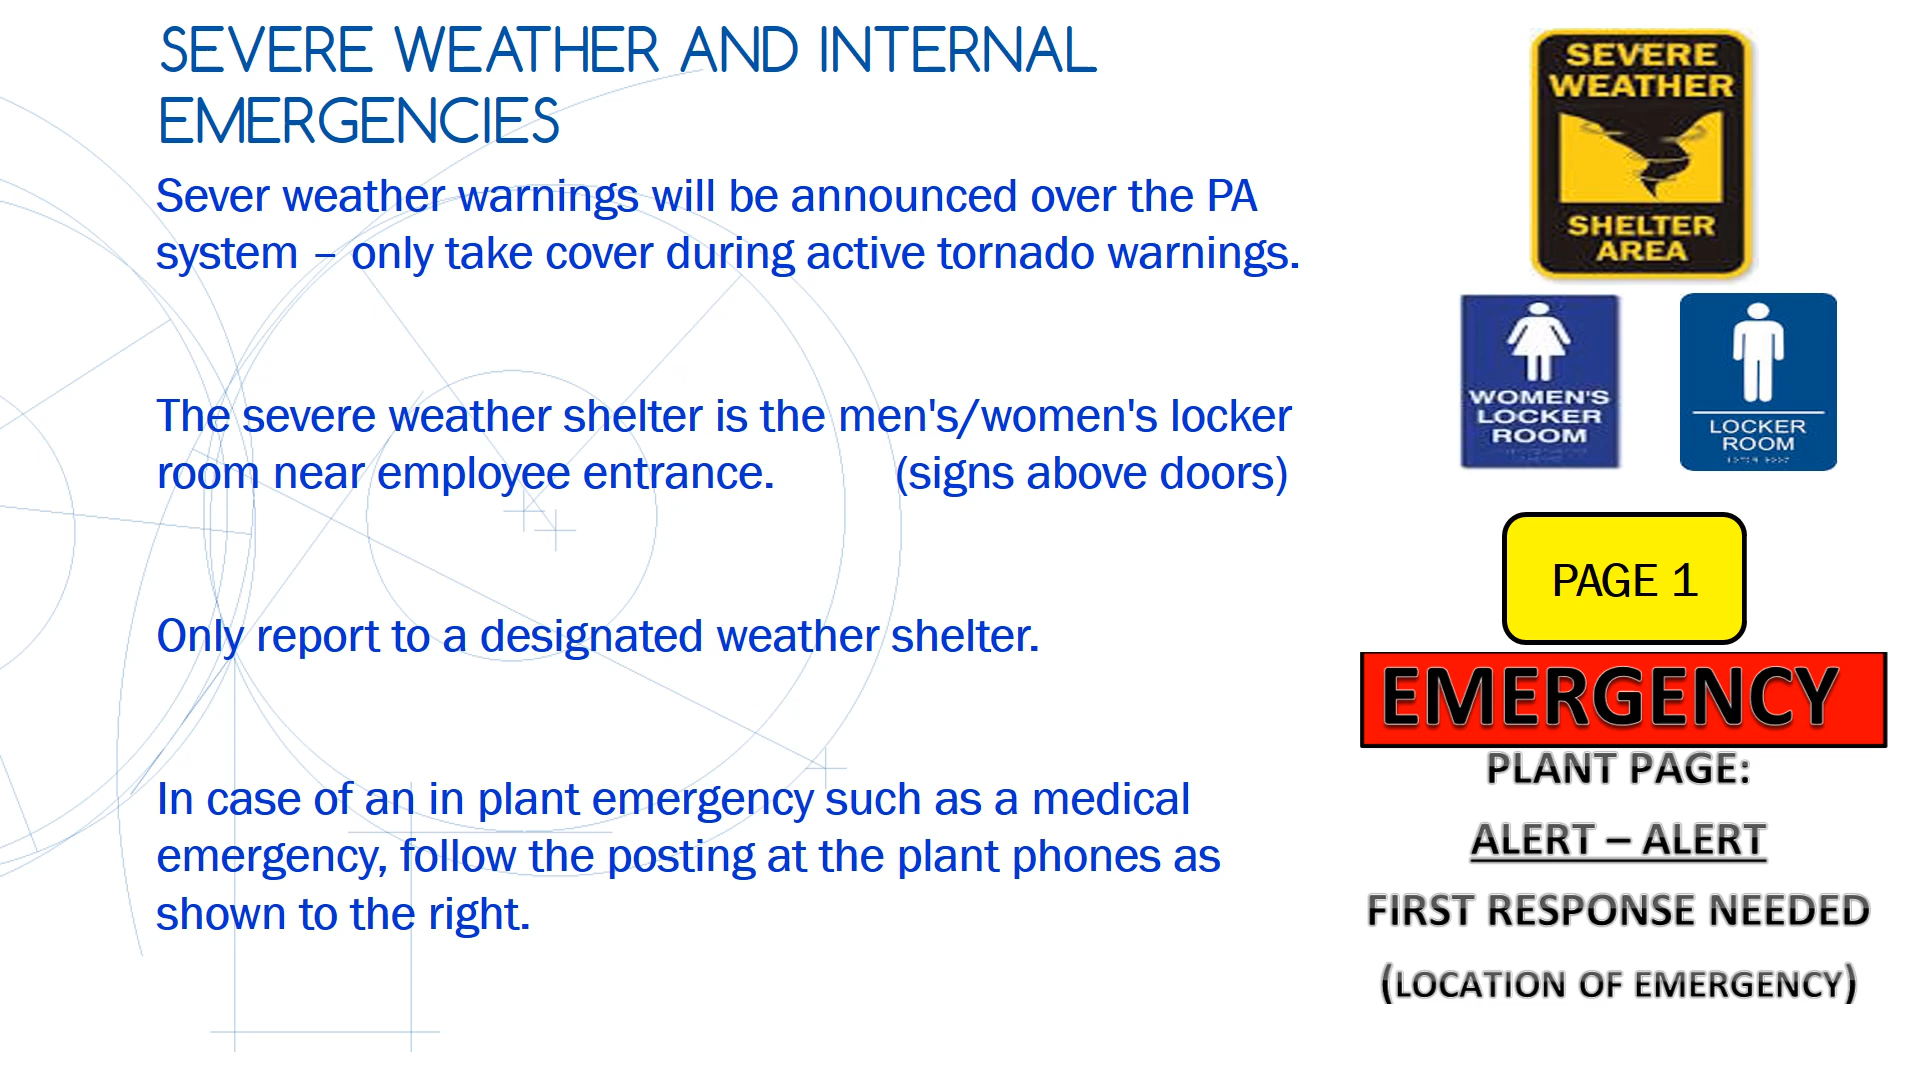 SEVERE WEATHER AND INTERNAL
EMERGENCIES
Sever weather warnings will be announced over the PA
system – only take cover during active tornado warnings.
The severe weather shelter is the men's/women's locker
room near employee entrance. (signs above doors)
Only report to a designated weather shelter.
In case of an in plant emergency such as a medical
emergency, follow the posting at the plant phones as
shown to the right.
SEVERE
WEATHER
SHELTER
AREA
WOMEN'S
LOCKER
ROOM
LOCKER
ROOM
PAGE 1
EMERGENCY
PLANT PAGE:
ALERT – ALERT
FIRST RESPONSE NEEDED
(LOCATION OF EMERGENCY)